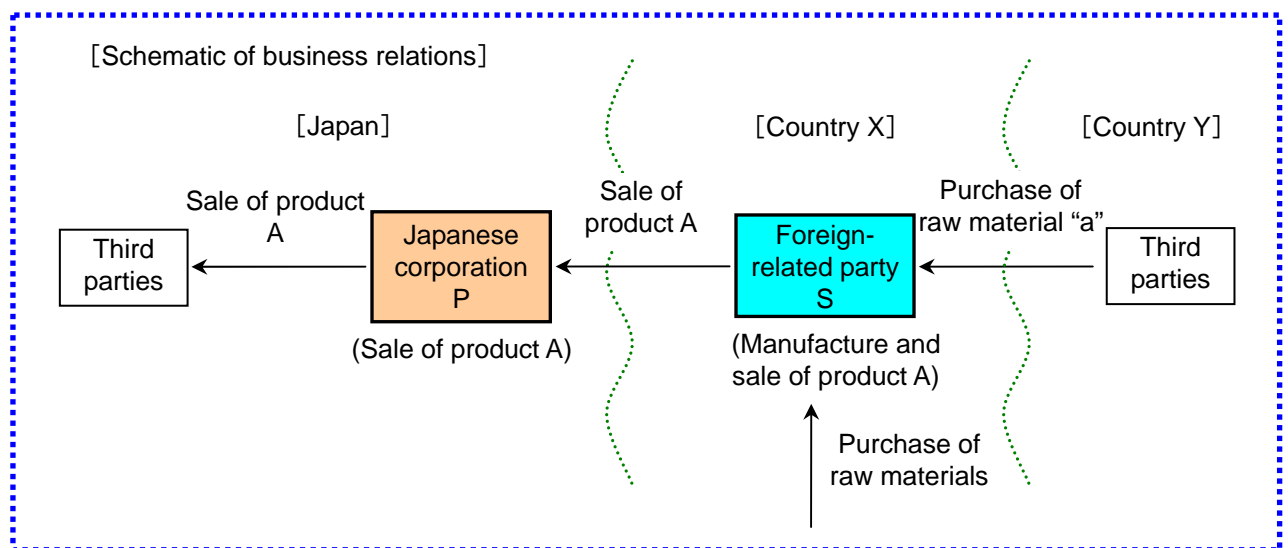 ［Schematic of business relations］
［Japan］
［Country X］
［Country Y］
Sale of product
A
Sale of
product A
Purchase of
raw material “a”
Third
parties
Japanese
corporation
P
Foreign-
related party
S
Third
parties
(Sale of product A)
(Manufacture and
sale of product A)
Purchase of
raw materials